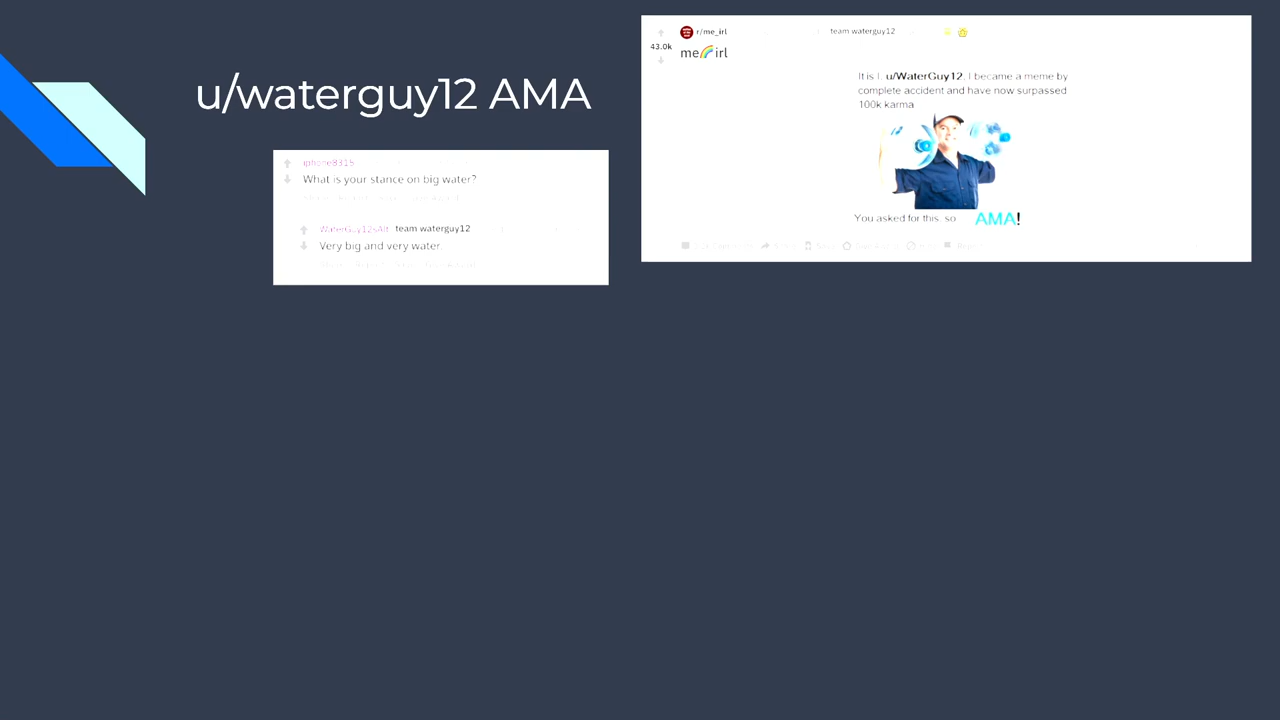 u/waterguy12 AMA
iphone8315
What is your stance on big water?
WaterGuy12sAlt team waterguy12
Very big and very water.
43.0k
r/me_irl
team waterguy12
me🌈irl
It is I, u/WaterGuy12. I became a meme by
complete accident and have now surpassed
100k karma
You asked for this, so AMA!